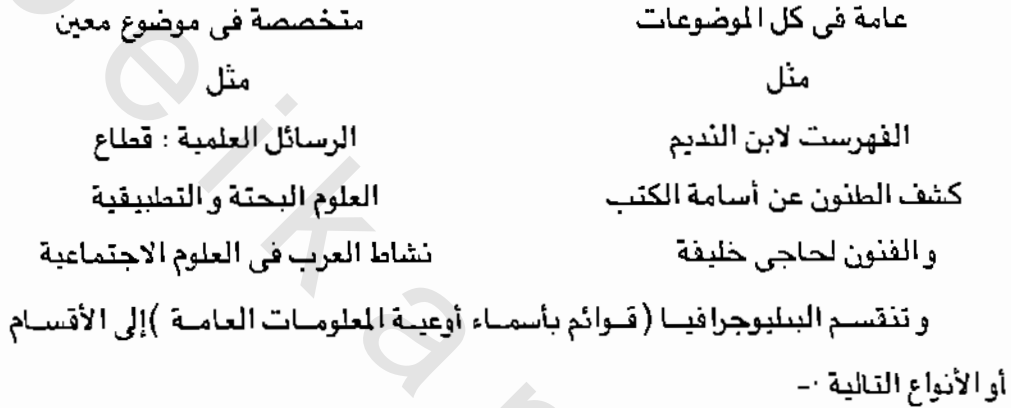 عامة فى كل الموضوعات
مثل
الفهرست لابن النديم
كشف الطنون عن أسامة الكتب
و الفنون لحاجى خليفة
متخصصة فى موضوع معين
مثل
الرسائل العلمية : قطاع
العلوم البحتة و التطبيقية
نشاط العرب فى العلوم الاجتماعية
و تنقسم الببليوجرافيا ( قوائم بأسماء أوعية المعلومات العامة ) إلى الأقسام
أو الأنواع التالية :-